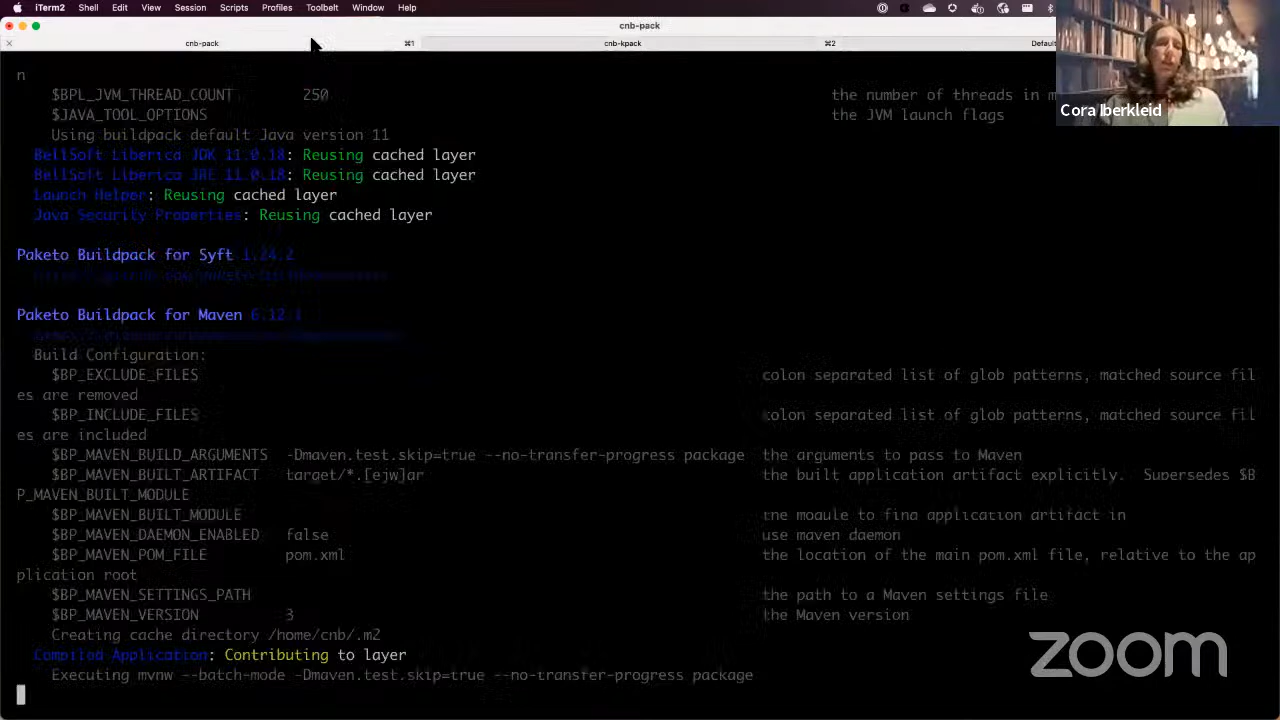 iTerm2 Shell Edit View Session Scripts Profiles Toolbelt Window Help
cnb-pack
cnb-pack ⌘1 cnb-kpack ⌘2 Default
n
$BPL_JVM_THREAD_COUNT 250 the number of threads in m
$JAVA_TOOL_OPTIONS the JVM launch flags
Using buildpack default Java version 11
BellSoft Liberica JDK 11.0.18: Reusing cached layer
BellSoft Liberica JRE 11.0.18: Reusing cached layer
Launch Helper: Reusing cached layer
Java Security Properties: Reusing cached layer
Paketo Buildpack for Syft 1.24.2
Paketo Buildpack for Maven 6.12.1
Build Configuration:
$BP_EXCLUDE_FILES colon separated list of glob patterns, matched source fil
es are removed
$BP_INCLUDE_FILES colon separated list of glob patterns, matched source fil
es are included
$BP_MAVEN_BUILD_ARGUMENTS -Dmaven.test.skip=true --no-transfer-progress package the arguments to pass to Maven
$BP_MAVEN_BUILT_ARTIFACT target/*.[ejw]ar the built application artifact explicitly. Supersedes $B
P_MAVEN_BUILT_MODULE
$BP_MAVEN_BUILT_MODULE the module to find application artifact in
$BP_MAVEN_DAEMON_ENABLED false use maven daemon
$BP_MAVEN_POM_FILE pom.xml the location of the main pom.xml file, relative to the ap
plication root
$BP_MAVEN_SETTINGS_PATH the path to a Maven settings file
$BP_MAVEN_VERSION 3 the Maven version
Creating cache directory /home/cnb/.m2
Compiled Application: Contributing to layer
Executing mvnw --batch-mode -Dmaven.test.skip=true --no-transfer-progress package
Cora Iberkleid
zoom